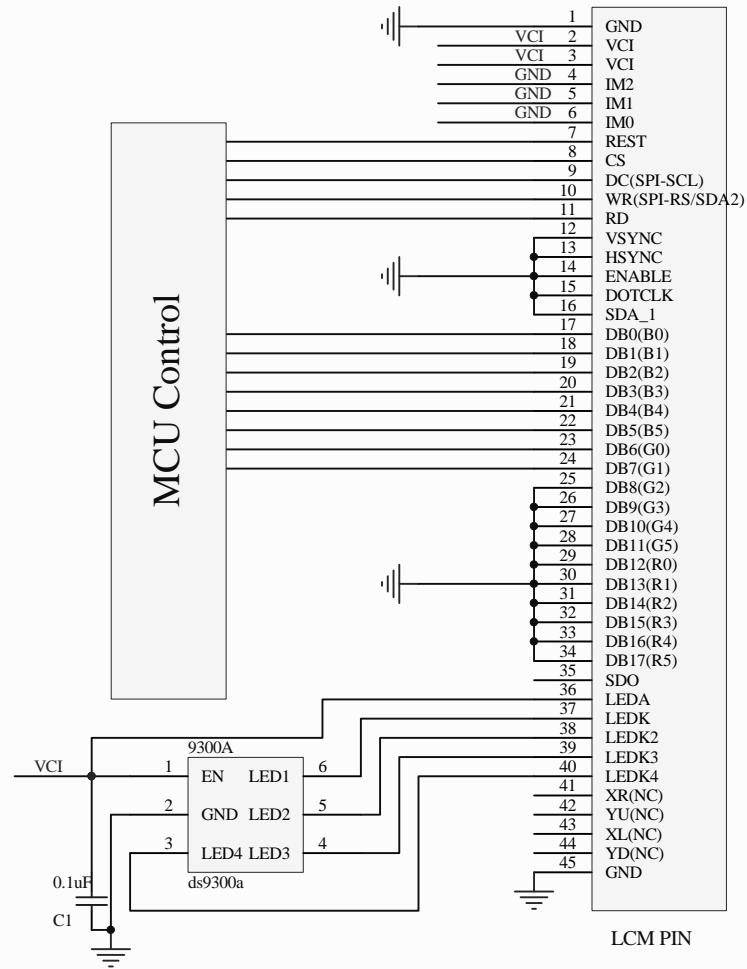 1 GND
VCI 2 VCI
VCI 3 VCI
GND 4 IM2
GND 5 IM1
GND 6 IM0
7 REST
8 CS
9 DC(SPI-SCL)
10 WR(SPI-RS/SDA2)
11 RD
12 VSYNC
13 HSYNC
14 ENABLE
15 DOTCLK
16 SDA_1
17 DB0(B0)
18 DB1(B1)
19 DB2(B2)
20 DB3(B3)
21 DB4(B4)
22 DB5(B5)
23 DB6(G0)
24 DB7(G1)
25 DB8(G2)
26 DB9(G3)
27 DB10(G4)
28 DB11(G5)
29 DB12(R0)
30 DB13(R1)
31 DB14(R2)
32 DB15(R3)
33 DB16(R4)
34 DB17(R5)
35 SDO
36 LEDA
37 LEDK
38 LEDK2
39 LEDK3
40 LEDK4
41 XR(NC)
42 YU(NC)
43 XL(NC)
44 YD(NC)
45 GND
LCM PIN
MCU Control
9300A
VCI 1 EN LED1 6
2 GND LED2 5
3 LED4 LED3 4
ds9300a
0.1uF
C1